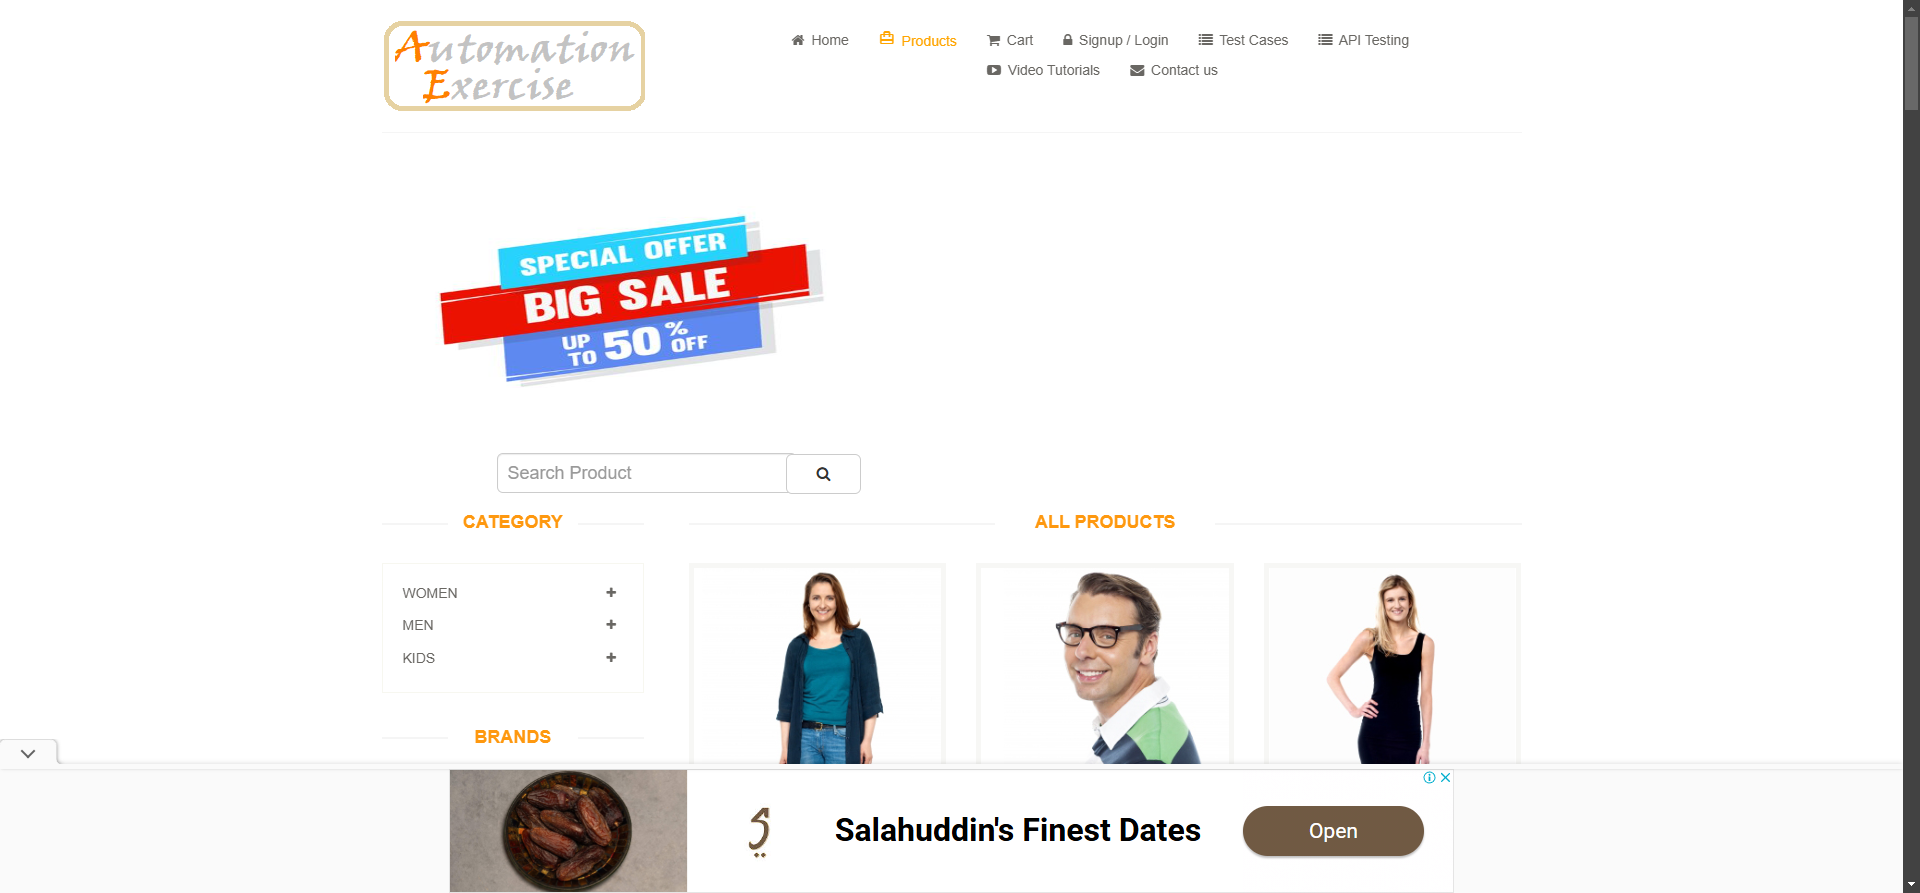 Automation
Exercise
Home
Products
Cart
Signup / Login
Test Cases
API Testing
Video Tutorials
Contact us
SPECIAL OFFER
BIG SALE
UP TO 50% OFF
Search Product
CATEGORY
ALL PRODUCTS
WOMEN
MEN
KIDS
BRANDS
Salahuddin's Finest Dates
Open